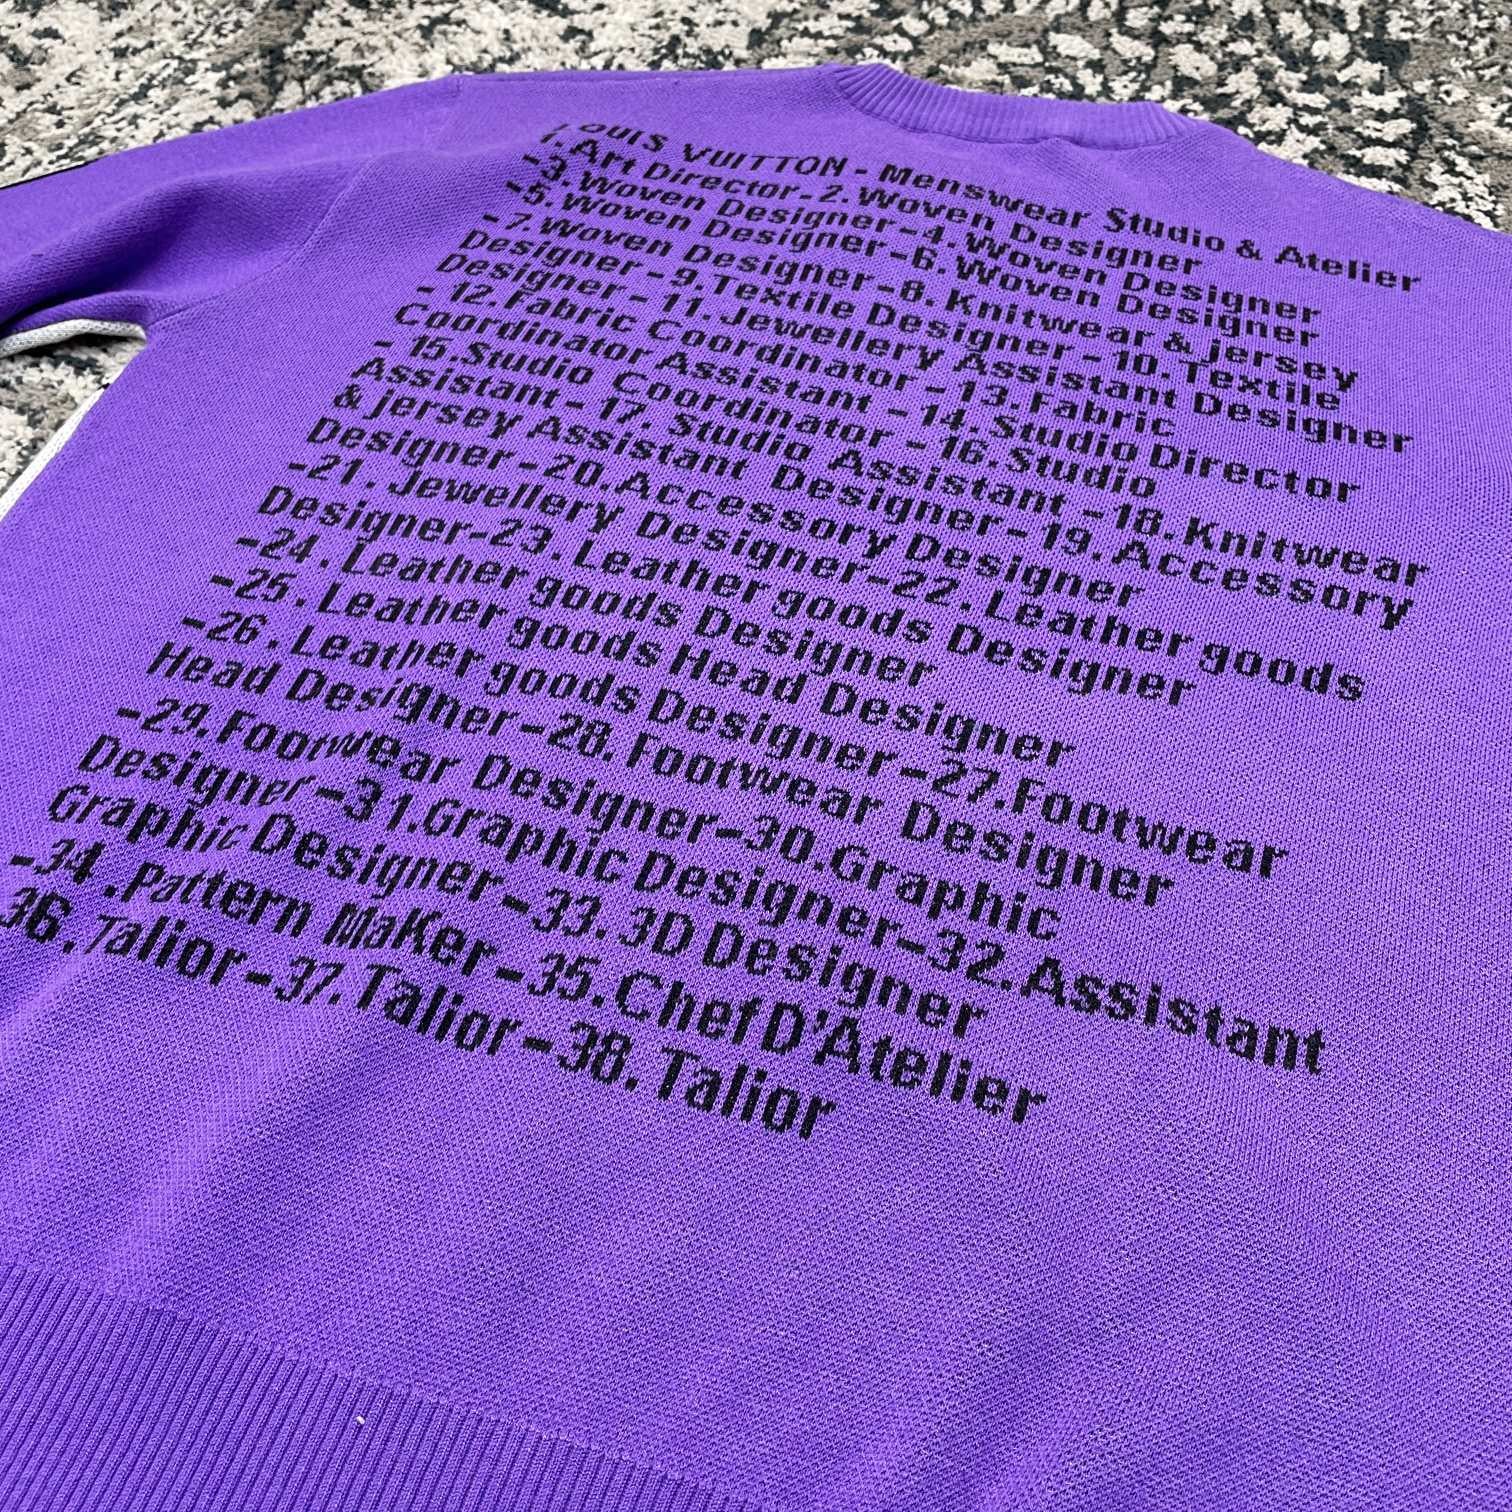 LOUIS VUITTON - Menswear Studio & Atelier
1. Art Director - 2. Woven Designer
-3. Woven Designer - 4. Woven Designer
-5. Woven Designer - 6. Woven Designer
-7. Woven Designer - 8. Knitwear & jersey
Designer - 9. Textile Designer - 10. Textile
Designer - 11. Jewellery Assistant Designer
- 12. Fabric Coordinator - 13. Fabric
Coordinator Assistant - 14. Studio Director
- 15. Studio Coordinator - 16. Studio
Assistant - 17. Studio Assistant - 18. Knitwear
& jersey Assistant Designer - 19. Accessory
Designer - 20. Accessory Designer
-21. Jewellery Designer - 22. Leather goods
Designer - 23. Leather goods Designer
-24. Leather goods Designer
-25. Leather goods Head Designer
-26. Leather goods Designer - 27. Footwear
Head Designer - 28. Footwear Designer
-29. Footwear Designer - 30. Graphic
Designer - 31. Graphic Designer - 32. Assistant
Graphic Designer - 33. 3D Designer
-34. Pattern Maker - 35. Chef D'Atelier
36. Talior - 37. Talior - 38. Talior